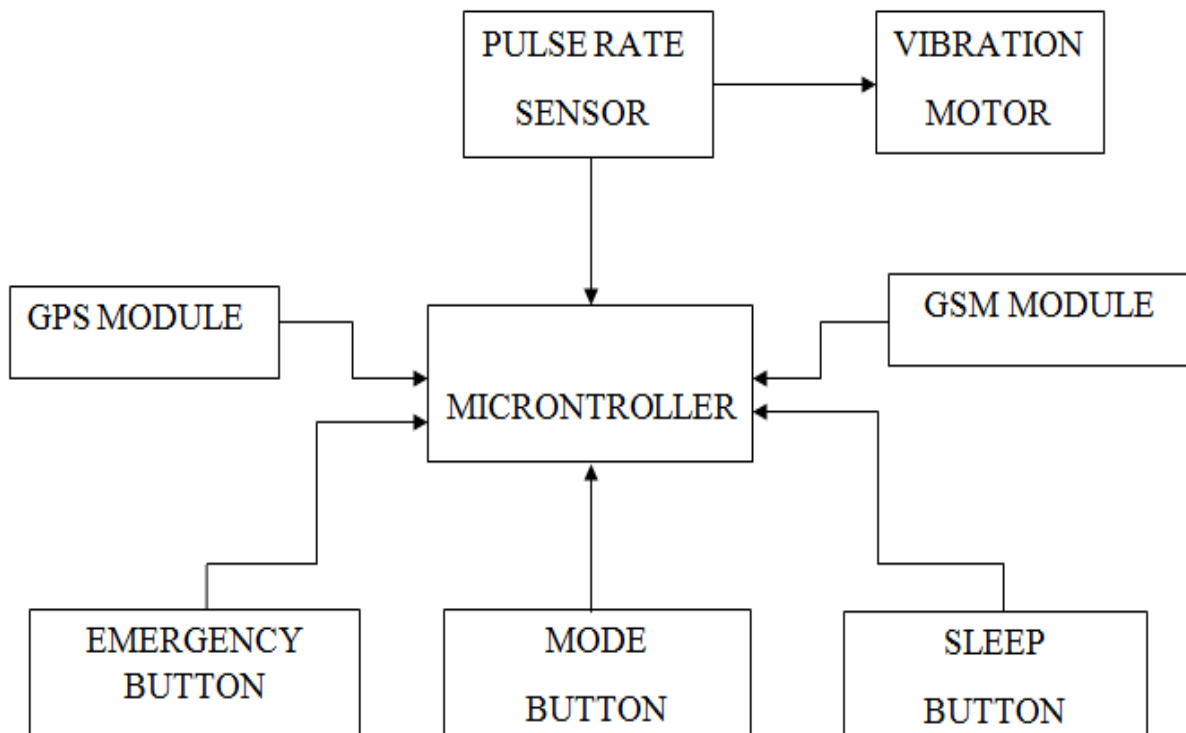 PULSE RATE
SENSOR
VIBRATION
MOTOR
GPS MODULE
GSM MODULE
MICRONTROLLER
EMERGENCY
BUTTON
MODE
BUTTON
SLEEP
BUTTON